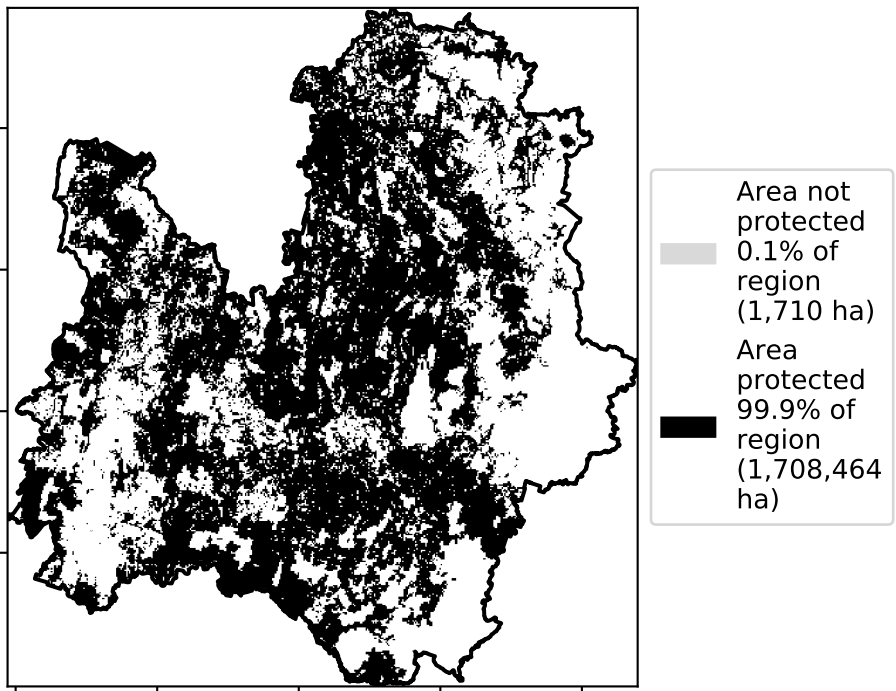 Area not
protected
0.1% of
region
(1,710 ha)
Area
protected
99.9% of
region
(1,708,464
ha)